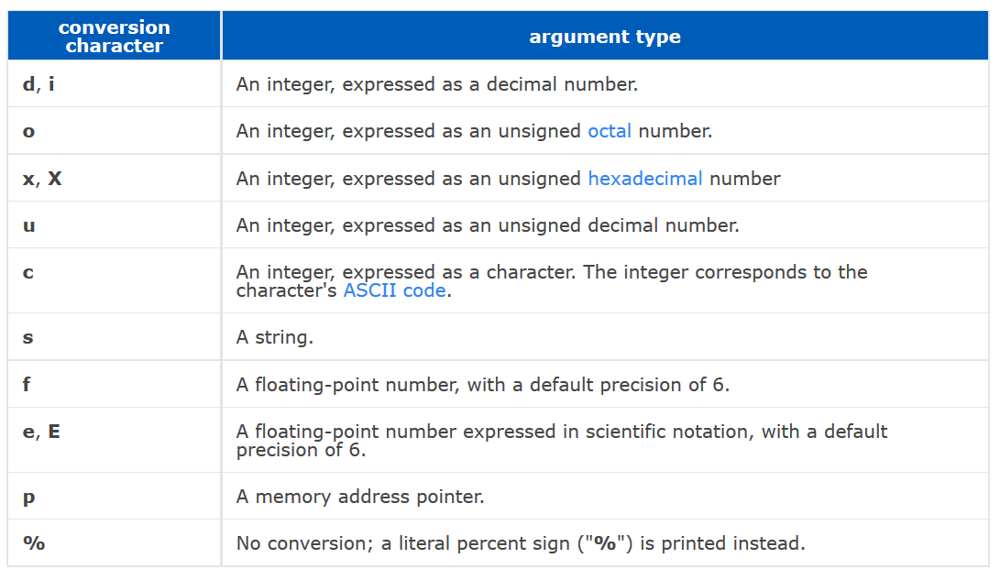 conversion
character
argument type
d, i
An integer, expressed as a decimal number.
o
An integer, expressed as an unsigned octal number.
x, X
An integer, expressed as an unsigned hexadecimal number
u
An integer, expressed as an unsigned decimal number.
c
An integer, expressed as a character. The integer corresponds to the
character's ASCII code.
s
A string.
f
A floating-point number, with a default precision of 6.
e, E
A floating-point number expressed in scientific notation, with a default
precision of 6.
p
A memory address pointer.
%
No conversion; a literal percent sign ("%") is printed instead.